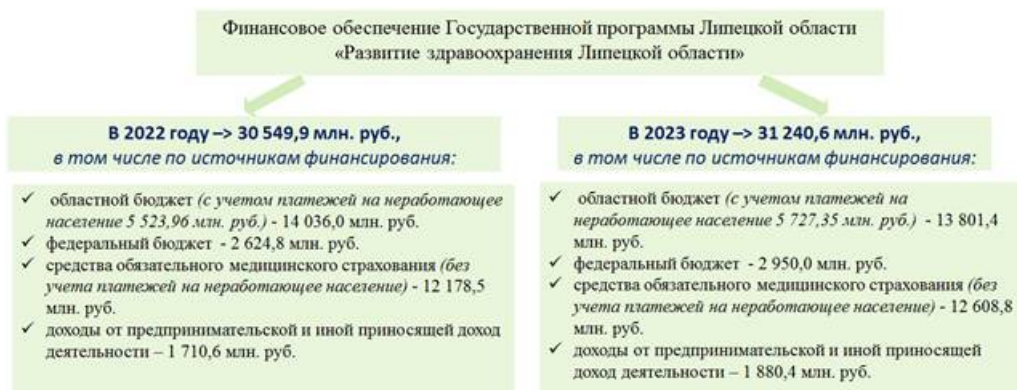 Финансовое обеспечение Государственной программы Липецкой области
«Развитие здравоохранения Липецкой области»
В 2022 году –> 30 549,9 млн. руб.,
в том числе по источникам финансирования:
✓ областной бюджет (с учетом платежей на неработающее
население 5 523,96 млн. руб.) - 14 036,0 млн. руб.
✓ федеральный бюджет - 2 624,8 млн. руб.
✓ средства обязательного медицинского страхования (без
учета платежей на неработающее население) - 12 178,5
млн. руб.
✓ доходы от предпринимательской и иной приносящей доход
деятельности – 1 710,6 млн. руб.
В 2023 году –> 31 240,6 млн. руб.,
в том числе по источникам финансирования:
✓ областной бюджет (с учетом платежей на
неработающее население 5 727,35 млн. руб.) - 13 801,4
млн. руб.
✓ федеральный бюджет - 2 950,0 млн. руб.
✓ средства обязательного медицинского страхования (без
учета платежей на неработающее население) - 12 608,8
млн. руб.
✓ доходы от предпринимательской и иной приносящей
доход деятельности – 1 880,4 млн. руб.